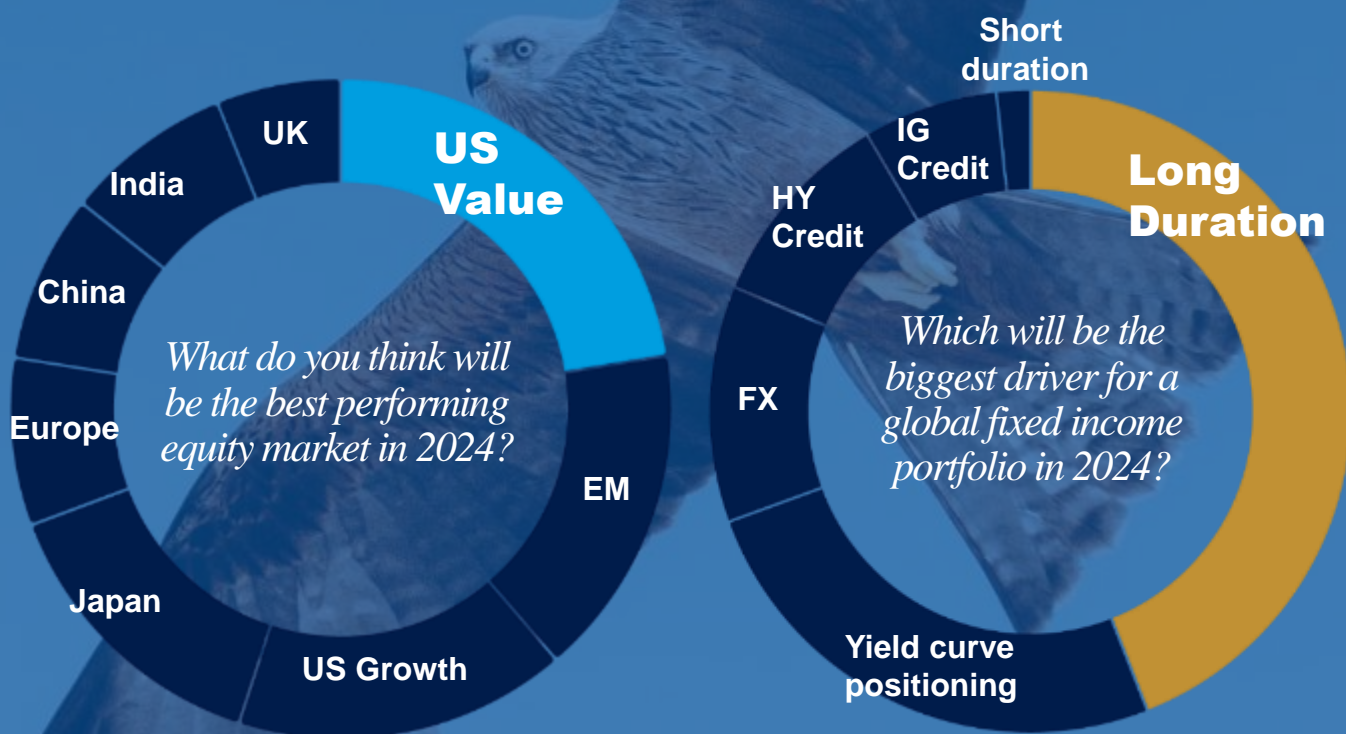 UK
US
Value
India
China
Europe
Japan
US Growth
EM
What do you think will
be the best performing
equity market in 2024?
Short
duration
IG
Credit
HY
Credit
FX
Yield curve
positioning
Long
Duration
Which will be the
biggest driver for a
global fixed income
portfolio in 2024?